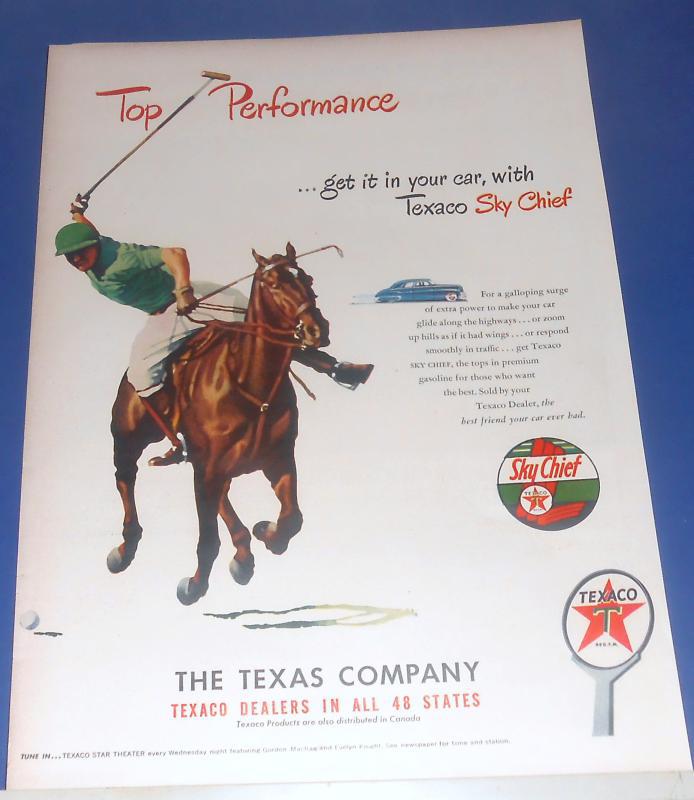 Top Performance
... get it in your car, with
Texaco Sky Chief
For a galloping surge
of extra power to make your car
glide along the highways . . . or zoom
up hills as if it had wings . . . or respond
smoothly in traffic . . . get Texaco
SKY CHIEF, the tops in premium
gasoline for those who want
the best. Sold by your
Texaco Dealer, the
best friend your car ever had.
Sky Chief
TEXACO
T
TEXACO
T
REG. T.M.
THE TEXAS COMPANY
TEXACO DEALERS IN ALL 48 STATES
Texaco Products are also distributed in Canada
TUNE IN... TEXACO STAR THEATER every Wednesday night featuring Gordon MacRae and Evelyn Knight. See newspaper for time and station.